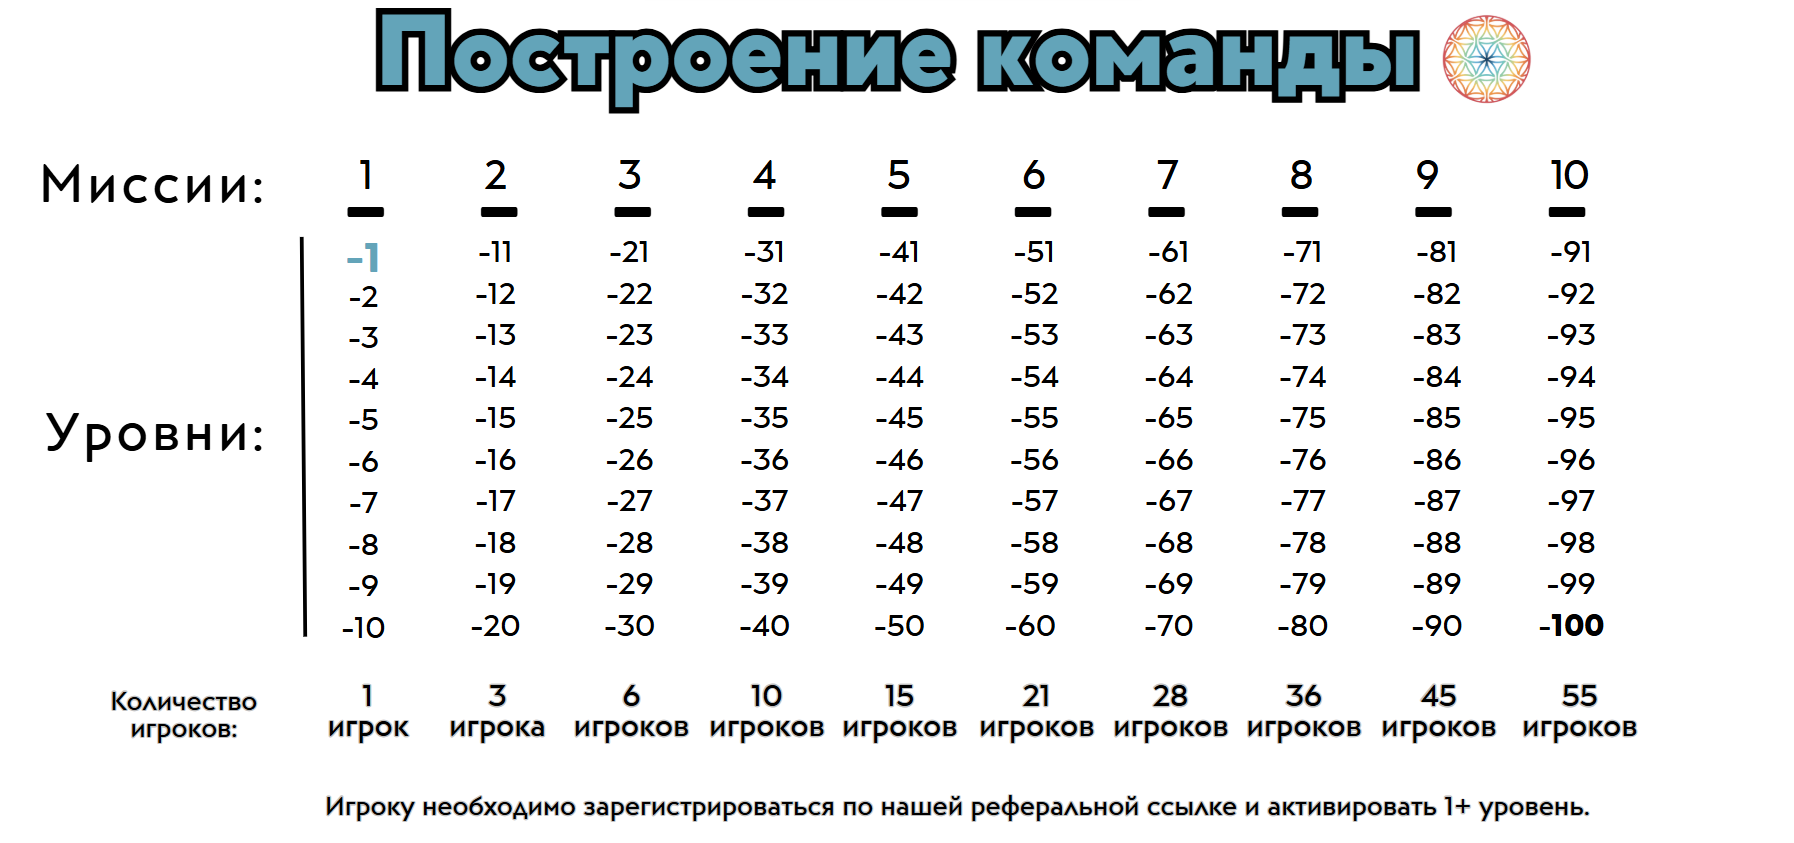 Построение команды
Миссии: 1 2 3 4 5 6 7 8 9 10
-1 -11 -21 -31 -41 -51 -61 -71 -81 -91
-2 -12 -22 -32 -42 -52 -62 -72 -82 -92
-3 -13 -23 -33 -43 -53 -63 -73 -83 -93
-4 -14 -24 -34 -44 -54 -64 -74 -84 -94
Уровни: -5 -15 -25 -35 -45 -55 -65 -75 -85 -95
-6 -16 -26 -36 -46 -56 -66 -76 -86 -96
-7 -17 -27 -37 -47 -57 -67 -77 -87 -97
-8 -18 -28 -38 -48 -58 -68 -78 -88 -98
-9 -19 -29 -39 -49 -59 -69 -79 -89 -99
-10 -20 -30 -40 -50 -60 -70 -80 -90 -100
Количество 1 3 6 10 15 21 28 36 45 55
игроков: игрок игрока игроков игроков игроков игроков игроков игроков игроков игроков
Игроку необходимо зарегистрироваться по нашей реферальной ссылке и активировать 1+ уровень.